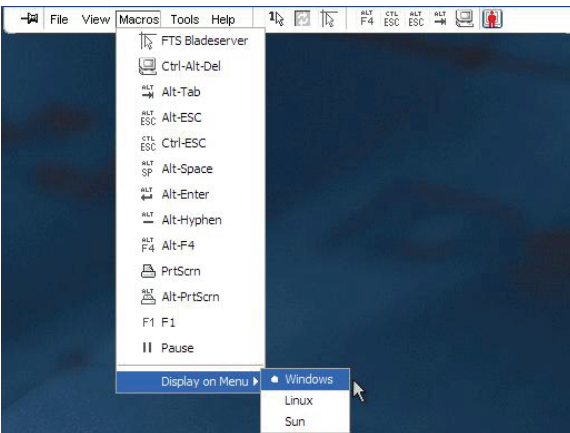 File View Macros Tools Help 1 ALT F4 CTL ESC ALT ESC ALT
FTS Bladeserver
Ctrl-Alt-Del
ALT Alt-Tab
ALT ESC Alt-ESC
CTL ESC Ctrl-ESC
ALT SP Alt-Space
ALT Alt-Enter
ALT Alt-Hyphen
ALT F4 Alt-F4
PrtScrn
ALT Alt-PrtScrn
F1 F1
Pause
Display on Menu
Windows
Linux
Sun